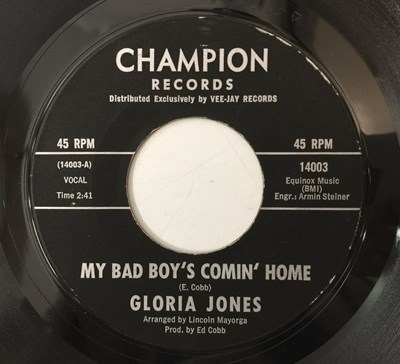 CHAMPION
RECORDS
Distributed Exclusively by VEE-JAY RECORDS
45 RPM
45 RPM
(14003-A)
VOCAL
Time 2:41
14003
Equinox Music
(BMI)
Engr.: Armin Steiner
MY BAD BOY'S COMIN' HOME
(E. Cobb)
GLORIA JONES
Arranged by Lincoln Mayorga
Prod. by Ed Cobb